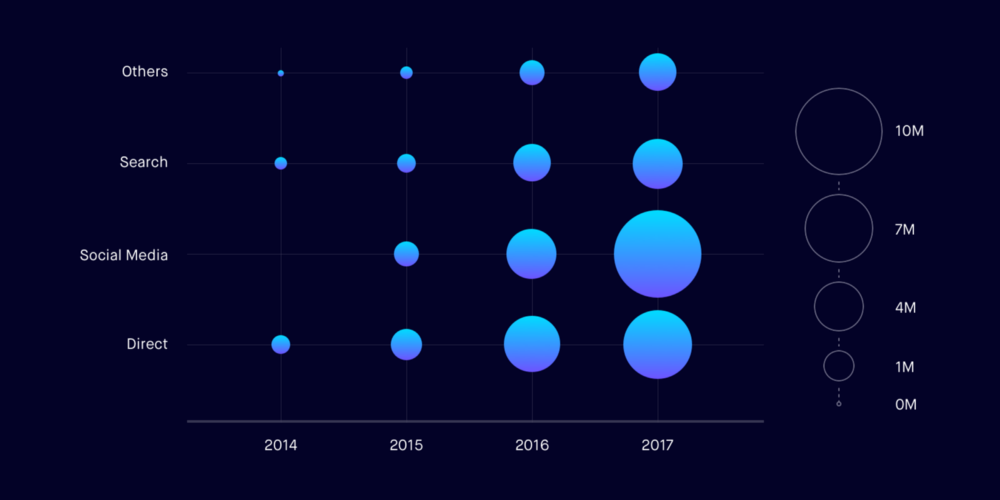 Others
Search
Social Media
Direct
2014 2015 2016 2017
10M
7M
4M
1M
0M